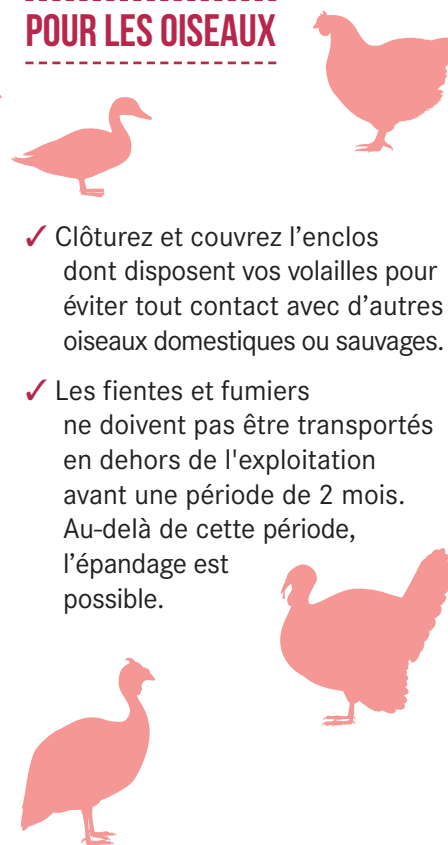 POUR LES OISEAUX
✓ Clôturez et couvrez l’enclos
dont disposent vos volailles pour
éviter tout contact avec d’autres
oiseaux domestiques ou sauvages.
✓ Les fientes et fumiers
ne doivent pas être transportés
en dehors de l'exploitation
avant une période de 2 mois.
Au-delà de cette période,
l’épandage est
possible.